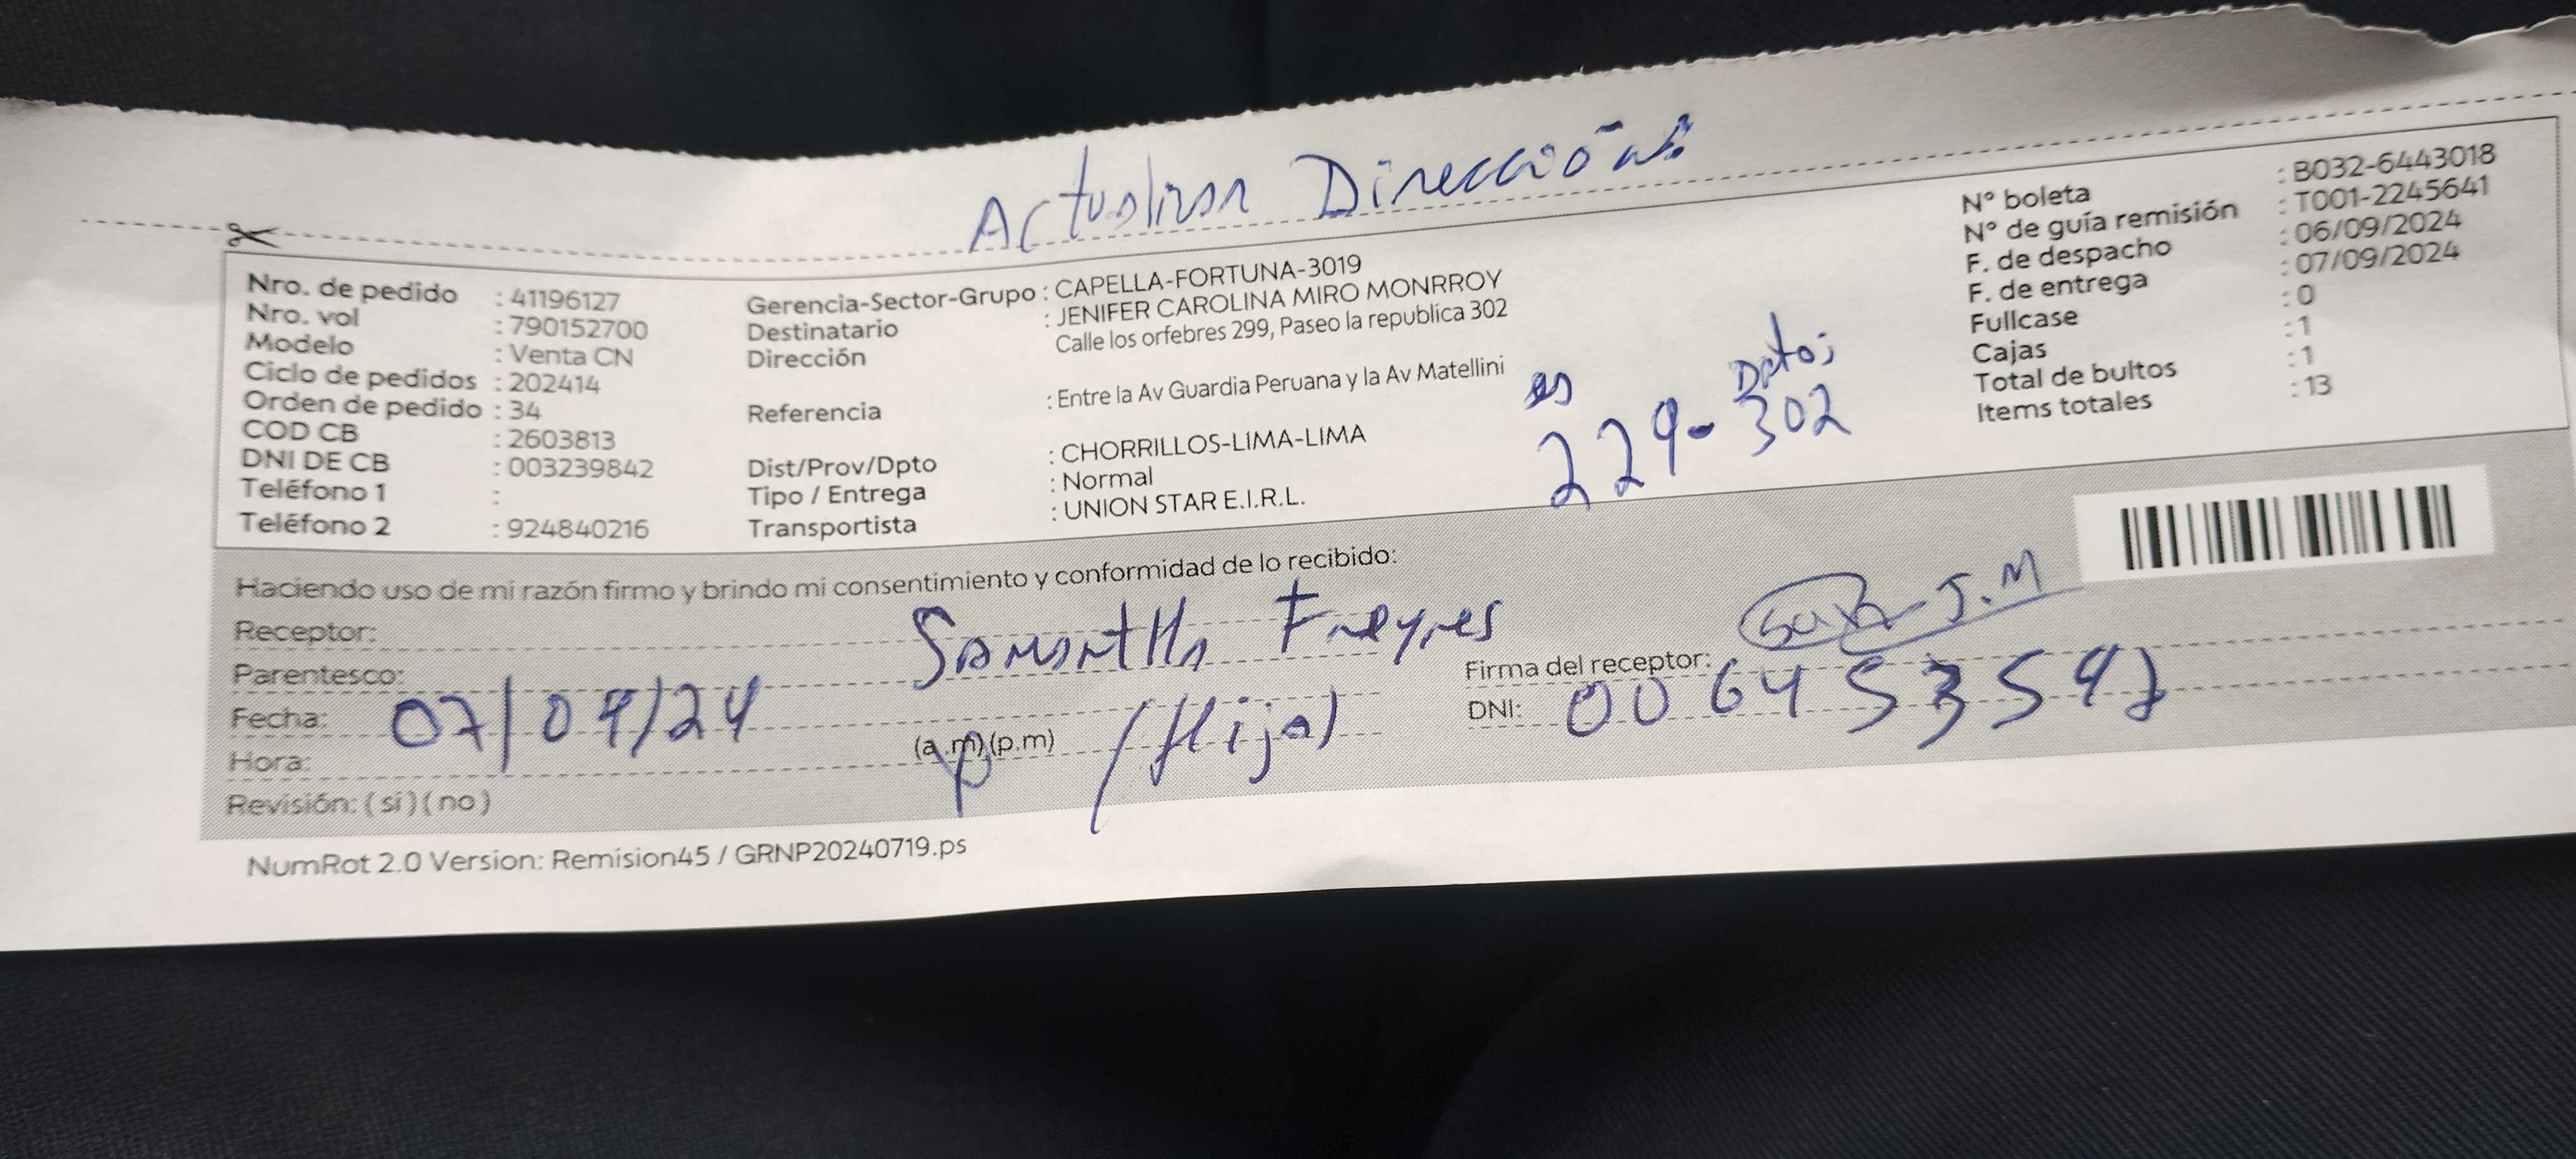 Actualizar Dirección:
Nro. de pedido : 41196127
Nro. vol : 790152700
Modelo : Venta CN
Ciclo de pedidos : 202414
Orden de pedido : 34
COD CB : 2603813
DNI DE CB : 003239842
Teléfono 1 :
Teléfono 2 : 924840216
Gerencia-Sector-Grupo : CAPELLA-FORTUNA-3019
Destinatario : JENIFER CAROLINA MIRO MONRROY
Dirección Calle los orfebres 299, Paseo la republica 302
Referencia : Entre la Av Guardia Peruana y la Av Matellini
Dist/Prov/Dpto : CHORRILLOS-LIMA-LIMA
Tipo / Entrega : Normal
Transportista : UNION STAR E.I.R.L.
es
Dpto;
229-302
N° boleta : B032-6443018
N° de guía remisión : T001-2245641
F. de despacho : 06/09/2024
F. de entrega : 07/09/2024
Fullcase : 0
Cajas : 1
Total de bultos : 1
Items totales : 13
Haciendo uso de mi razón firmo y brindo mi consentimiento y conformidad de lo recibido:
Receptor: Samantha Freyres
Parentesco: (Hija)
Fecha: 07/09/24
Hora: (a.m)(p.m) p
Revisión: (si)(no)
Firma del receptor: J.M
DNI:
NumRot 2.0 Version: Remision45 / GRNP20240719.ps